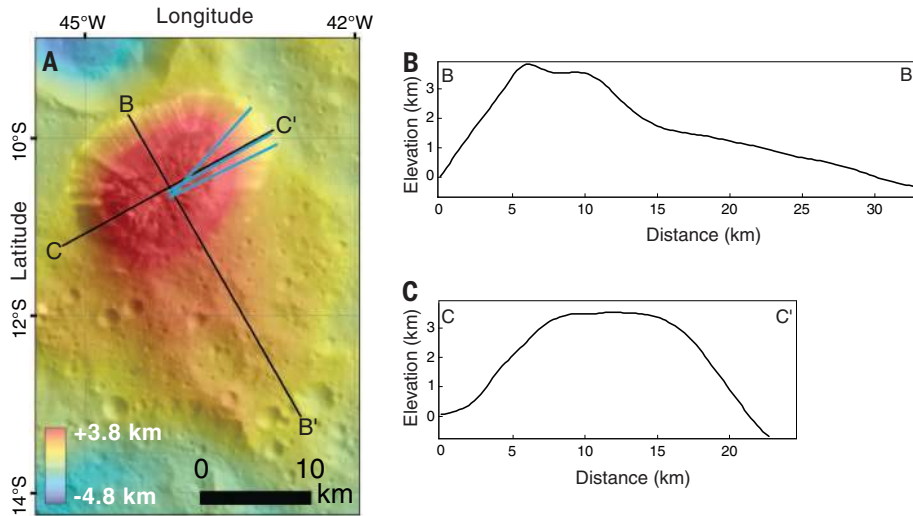 45°W Longitude 42°W
A
B
C'
C
B'
10°S
12°S
14°S
Latitude
+3.8 km
-4.8 km
0 10
km
B
B B
Elevation (km)
3
2
1
0
0 5 10 15 20 25 30
Distance (km)
C
C C'
Elevation (km)
3
2
1
0
0 5 10 15 20
Distance (km)